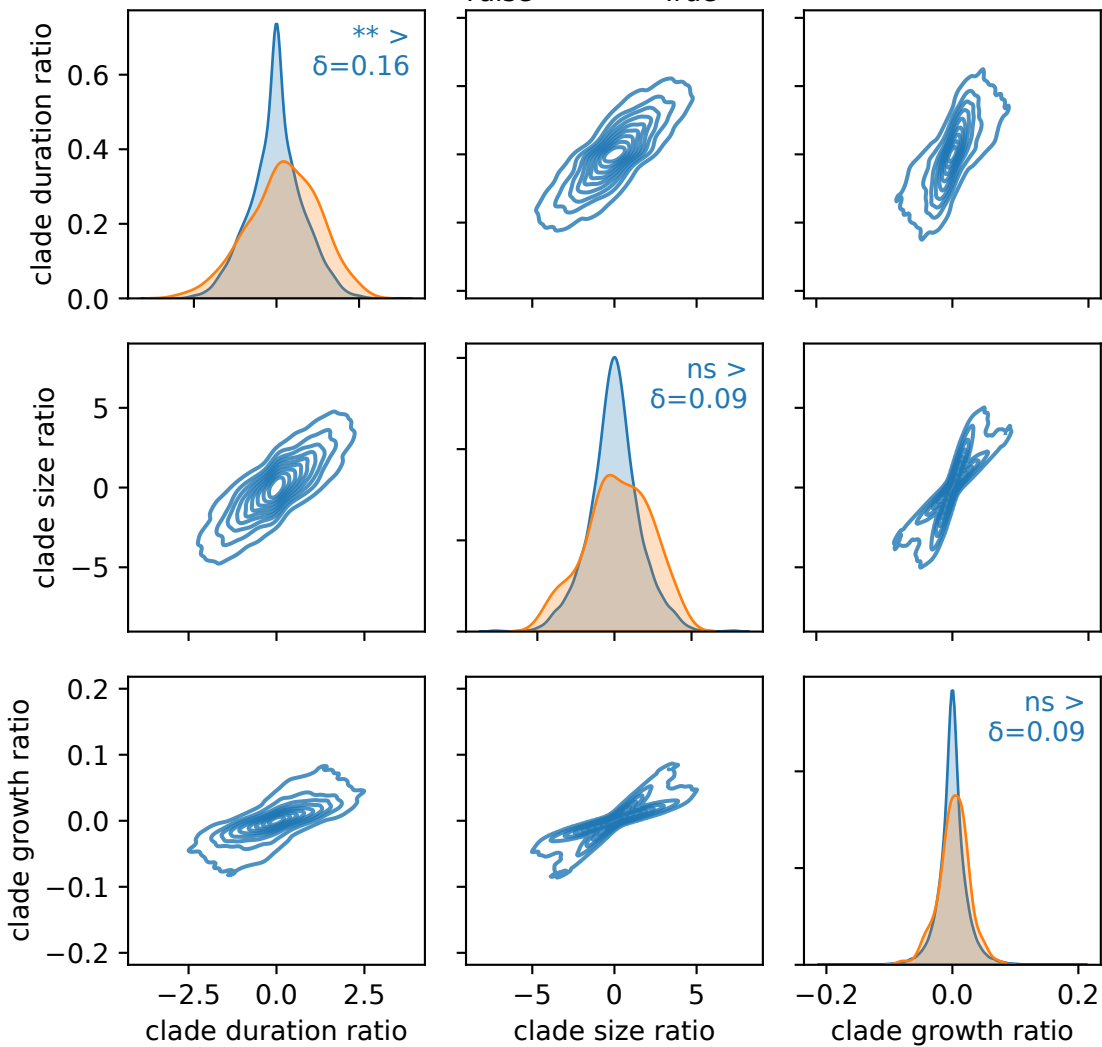 ** >
δ=0.16
clade duration ratio
0.6
0.4
0.2
0.0
ns >
δ=0.09
clade size ratio
5
0
−5
ns >
δ=0.09
clade growth ratio
0.2
0.1
0.0
−0.1
−0.2
−2.5 0.0 2.5
−5 0 5
−0.2 0.0 0.2
clade duration ratio
clade size ratio
clade growth ratio